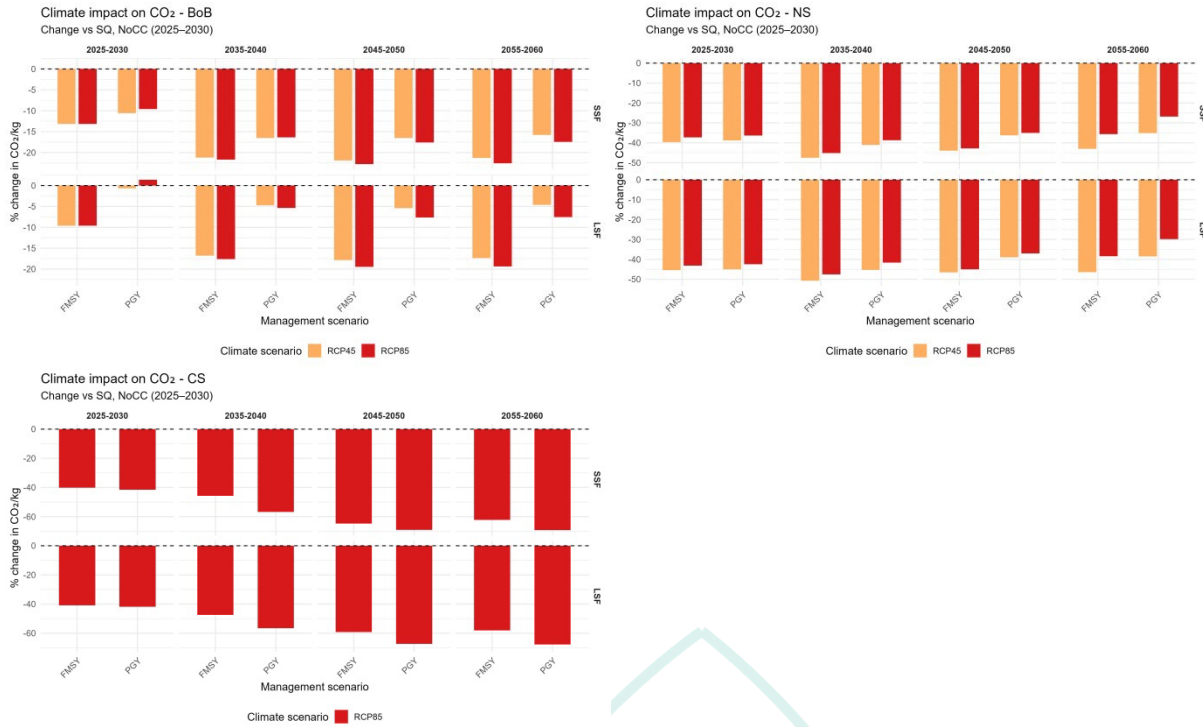 Climate impact on CO₂ - BoB
Change vs SQ, NoCC (2025–2030)
2025-2030 2035-2040 2045-2050 2055-2060
% change in CO₂/kg
0
-5
-10
-15
-20
SSF
0
-5
-10
-15
-20
LSF
FMSY PGY FMSY PGY FMSY PGY FMSY PGY
Management scenario
Climate scenario RCP45 RCP85
Climate impact on CO₂ - NS
Change vs SQ, NoCC (2025–2030)
2025-2030 2035-2040 2045-2050 2055-2060
% change in CO₂/kg
0
-10
-20
-30
-40
-50
SSF
0
-10
-20
-30
-40
-50
LSF
FMSY PGY FMSY PGY FMSY PGY FMSY PGY
Management scenario
Climate scenario RCP45 RCP85
Climate impact on CO₂ - CS
Change vs SQ, NoCC (2025–2030)
2025-2030 2035-2040 2045-2050 2055-2060
% change in CO₂/kg
0
-20
-40
-60
SSF
0
-20
-40
-60
LSF
FMSY PGY FMSY PGY FMSY PGY FMSY PGY
Management scenario
Climate scenario RCP85